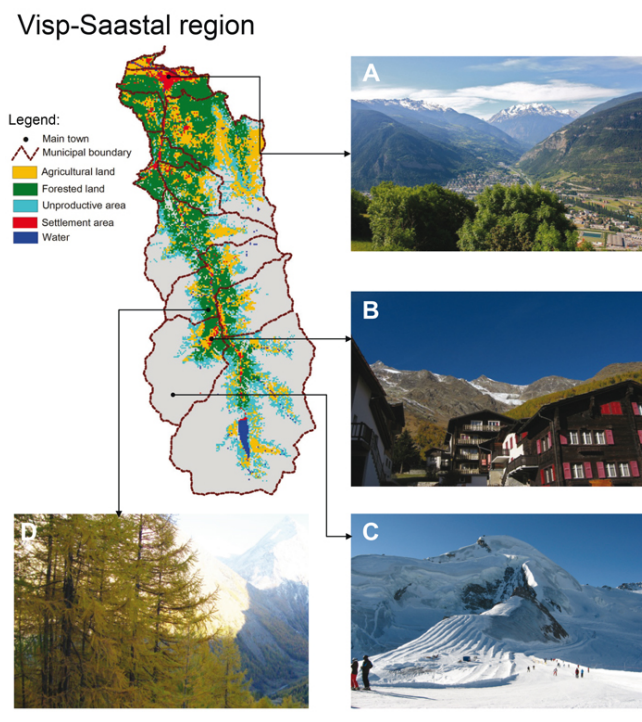 Visp-Saastal region
Legend:
Main town
Municipal boundary
Agricultural land
Forested land
Unproductive area
Settlement area
Water
A
B
C
D